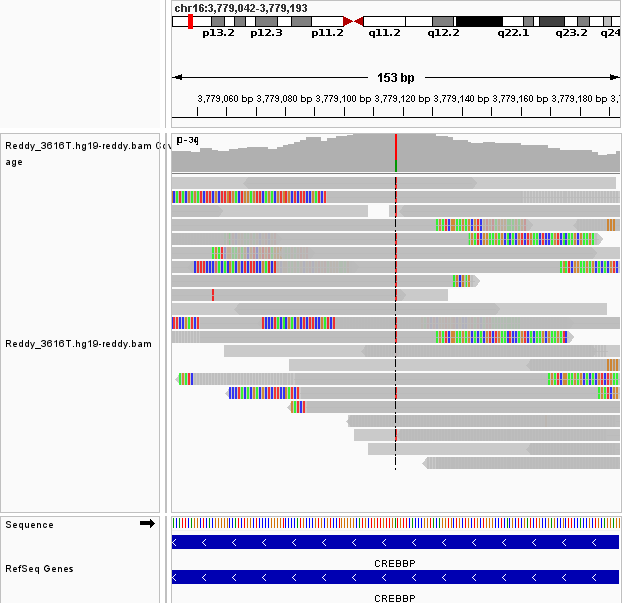 chr16:3,779,042-3,779,193
p13.2 p12.3 p11.2 q11.2 q12.2 q22.1 q23.2 q24
153 bp
3,779,060 bp 3,779,080 bp 3,779,100 bp 3,779,120 bp 3,779,140 bp 3,779,160 bp 3,779,180 bp
Reddy_3616T.hg19-reddy.bam Cov
age
Reddy_3616T.hg19-reddy.bam
Sequence
CREBBP
RefSeq Genes
CREBBP